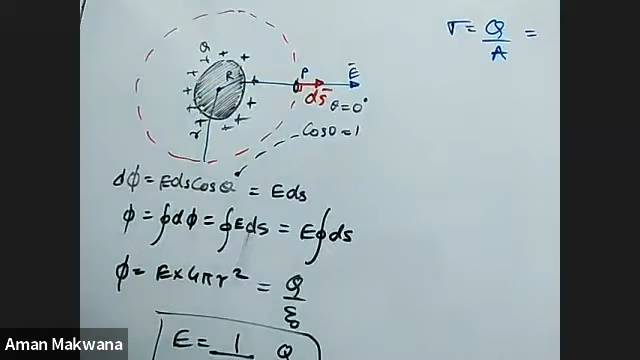 σ = Q/A =
Q
R
P
E
ds
θ=0°
Cosθ=1
r
dϕ = EdsCosθ = Eds
ϕ = ∮dϕ = ∮Eds = E∮ds
ϕ = E×4πr² = Q/ε₀
E = 1 Q
Aman Makwana